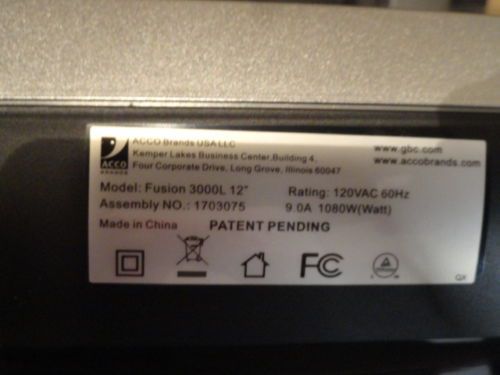 ACCO Brands USA LLC
Kemper Lakes Business Center,Building 4,
Four Corporate Drive, Long Grove, Illinois 60047
www.gbc.com
www.accobrands.com
ACCO
BRANDS
Model: Fusion 3000L 12"
Rating: 120VAC 60Hz
Assembly NO.: 1703075
9.0A 1080W(Watt)
Made in China
PATENT PENDING
FC
GX